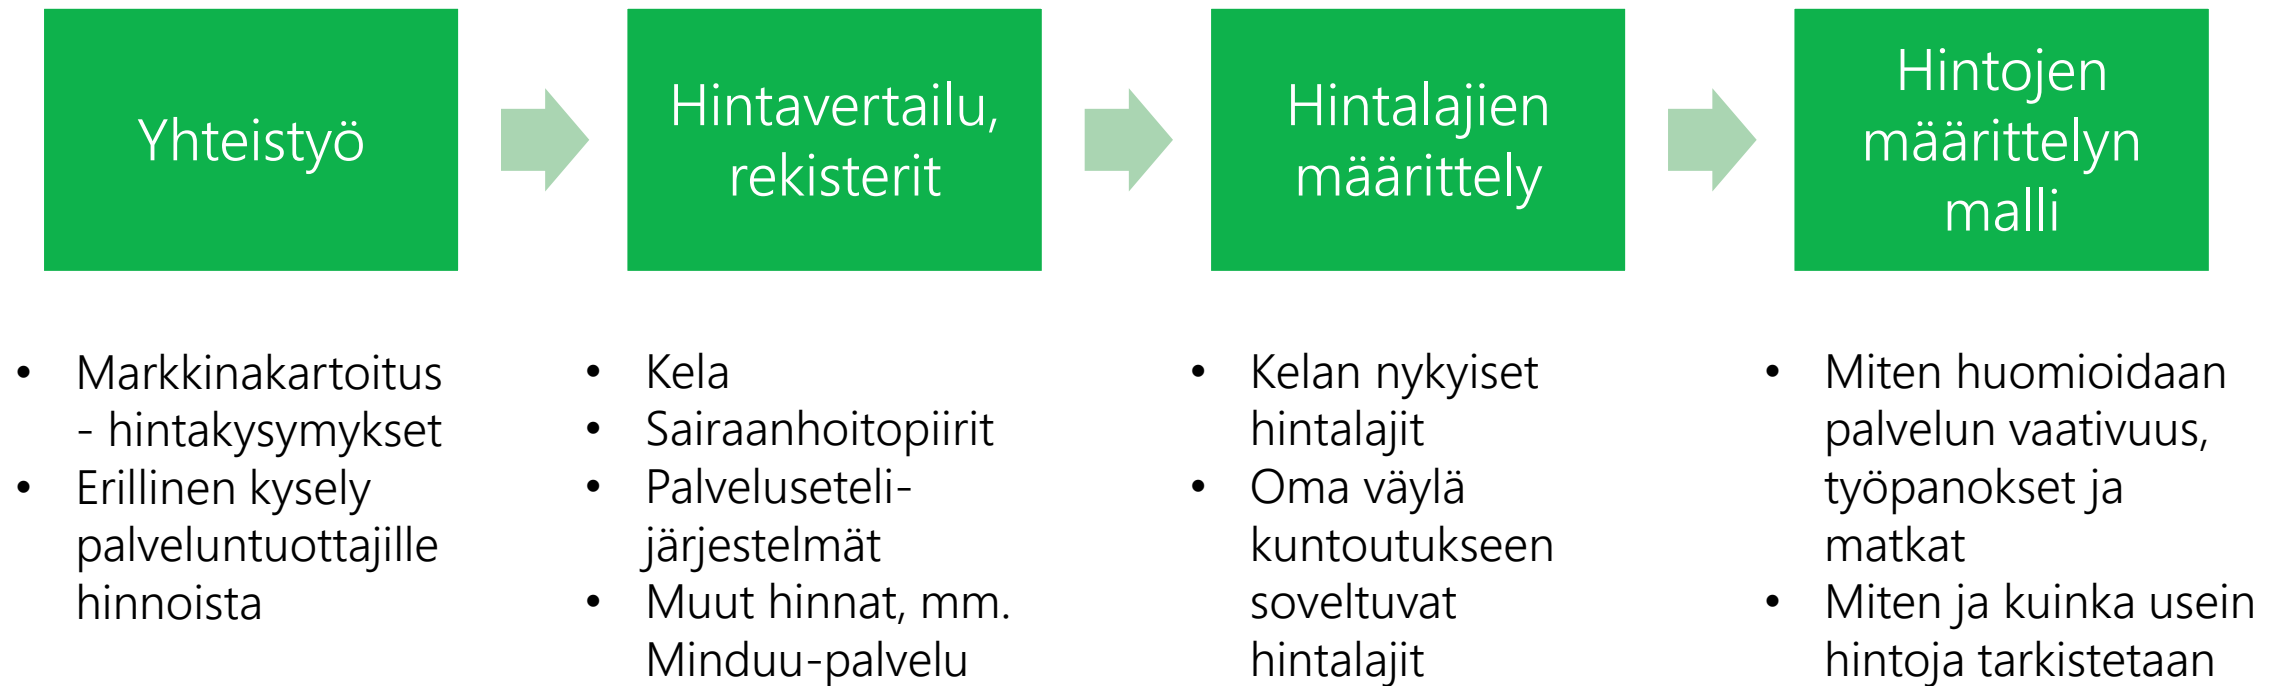 Yhteistyö
Hintavertailu,
rekisterit
Hintalajien
määrittely
Hintojen
määrittelyn
malli
• Markkinakartoitus
- hintakysymykset
• Erillinen kysely
palveluntuottajille
hinnoista
• Kela
• Sairaanhoitopiirit
• Palveluseteli-
järjestelmät
• Muut hinnat, mm.
Minduu-palvelu
• Kelan nykyiset
hintalajit
• Oma väylä
kuntoutukseen
soveltuvat
hintalajit
• Miten huomioidaan
palvelun vaativuus,
työpanokset ja
matkat
• Miten ja kuinka usein
hintoja tarkistetaan